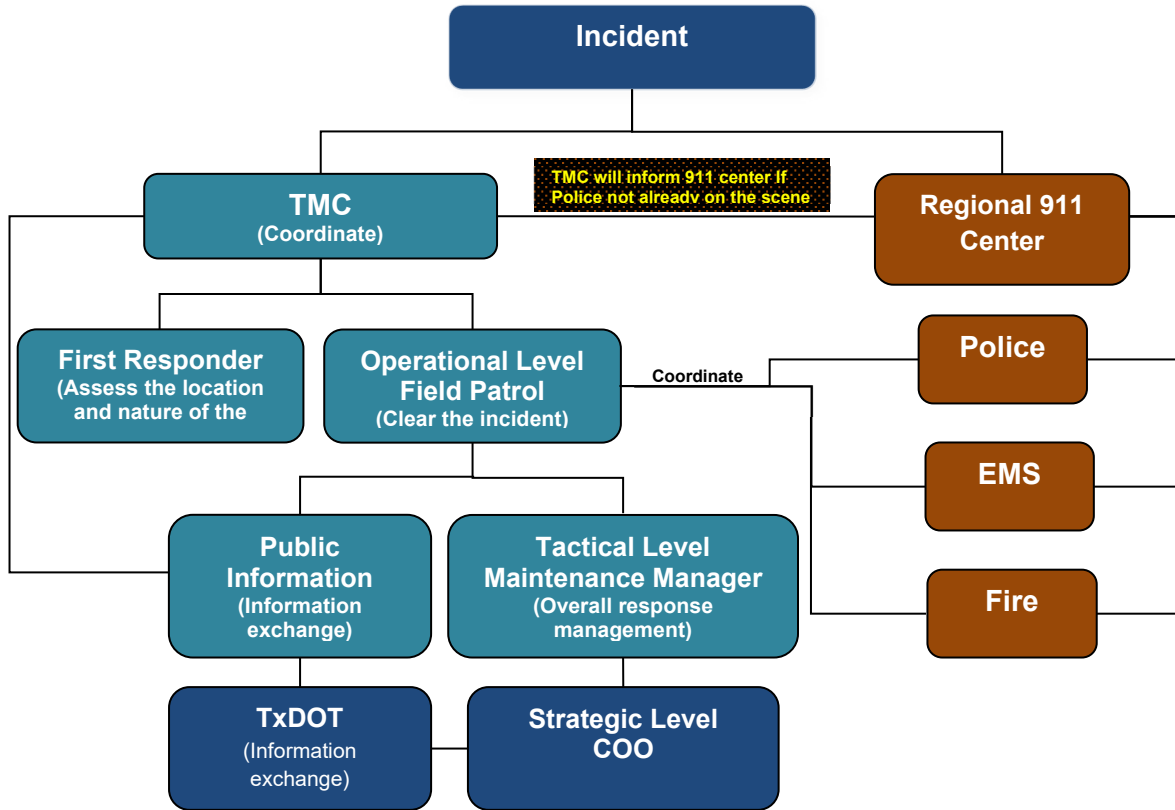 Incident
TMC will inform 911 center If
Police not already on the scene
TMC
(Coordinate)
Regional 911
Center
First Responder
(Assess the location
and nature of the
Operational Level
Field Patrol
(Clear the incident)
Coordinate
Police
EMS
Public
Information
(Information
exchange)
Tactical Level
Maintenance Manager
(Overall response
management)
Fire
TxDOT
(Information
exchange)
Strategic Level
COO